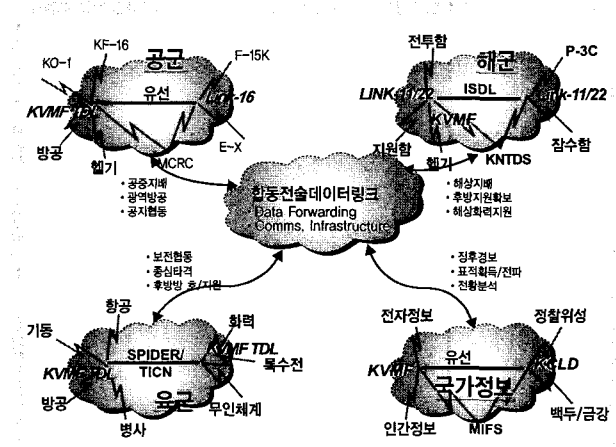 KO-1
KF-16
공군
F-15K
유선
KVMF TDL
Link-16
방공
헬기
MCRC
E-X
• 공중지배
• 광역방공
• 공지협동
전투함
해군
P-3C
LINK-11/22
ISDL
Link-11/22
KVMF
지원함
헬기
KNTDS
잠수함
• 해상지배
• 후방지원확보
• 해상화력지원
합동전술데이터링크
Data Forwarding
Comms, Infrastructure
• 보전협동
• 종심타격
• 후방방 호/지원
항공
화력
기동
SPIDER/
TICN
KVMF TDL
KVMF TDL
특수전
방공
육군
무인체계
병사
• 징후경보
• 표적획득/전파
• 전황분석
전자정보
정찰위성
유선
KVMF
LD
국가정보
백두/금강
인간정보
MIFS